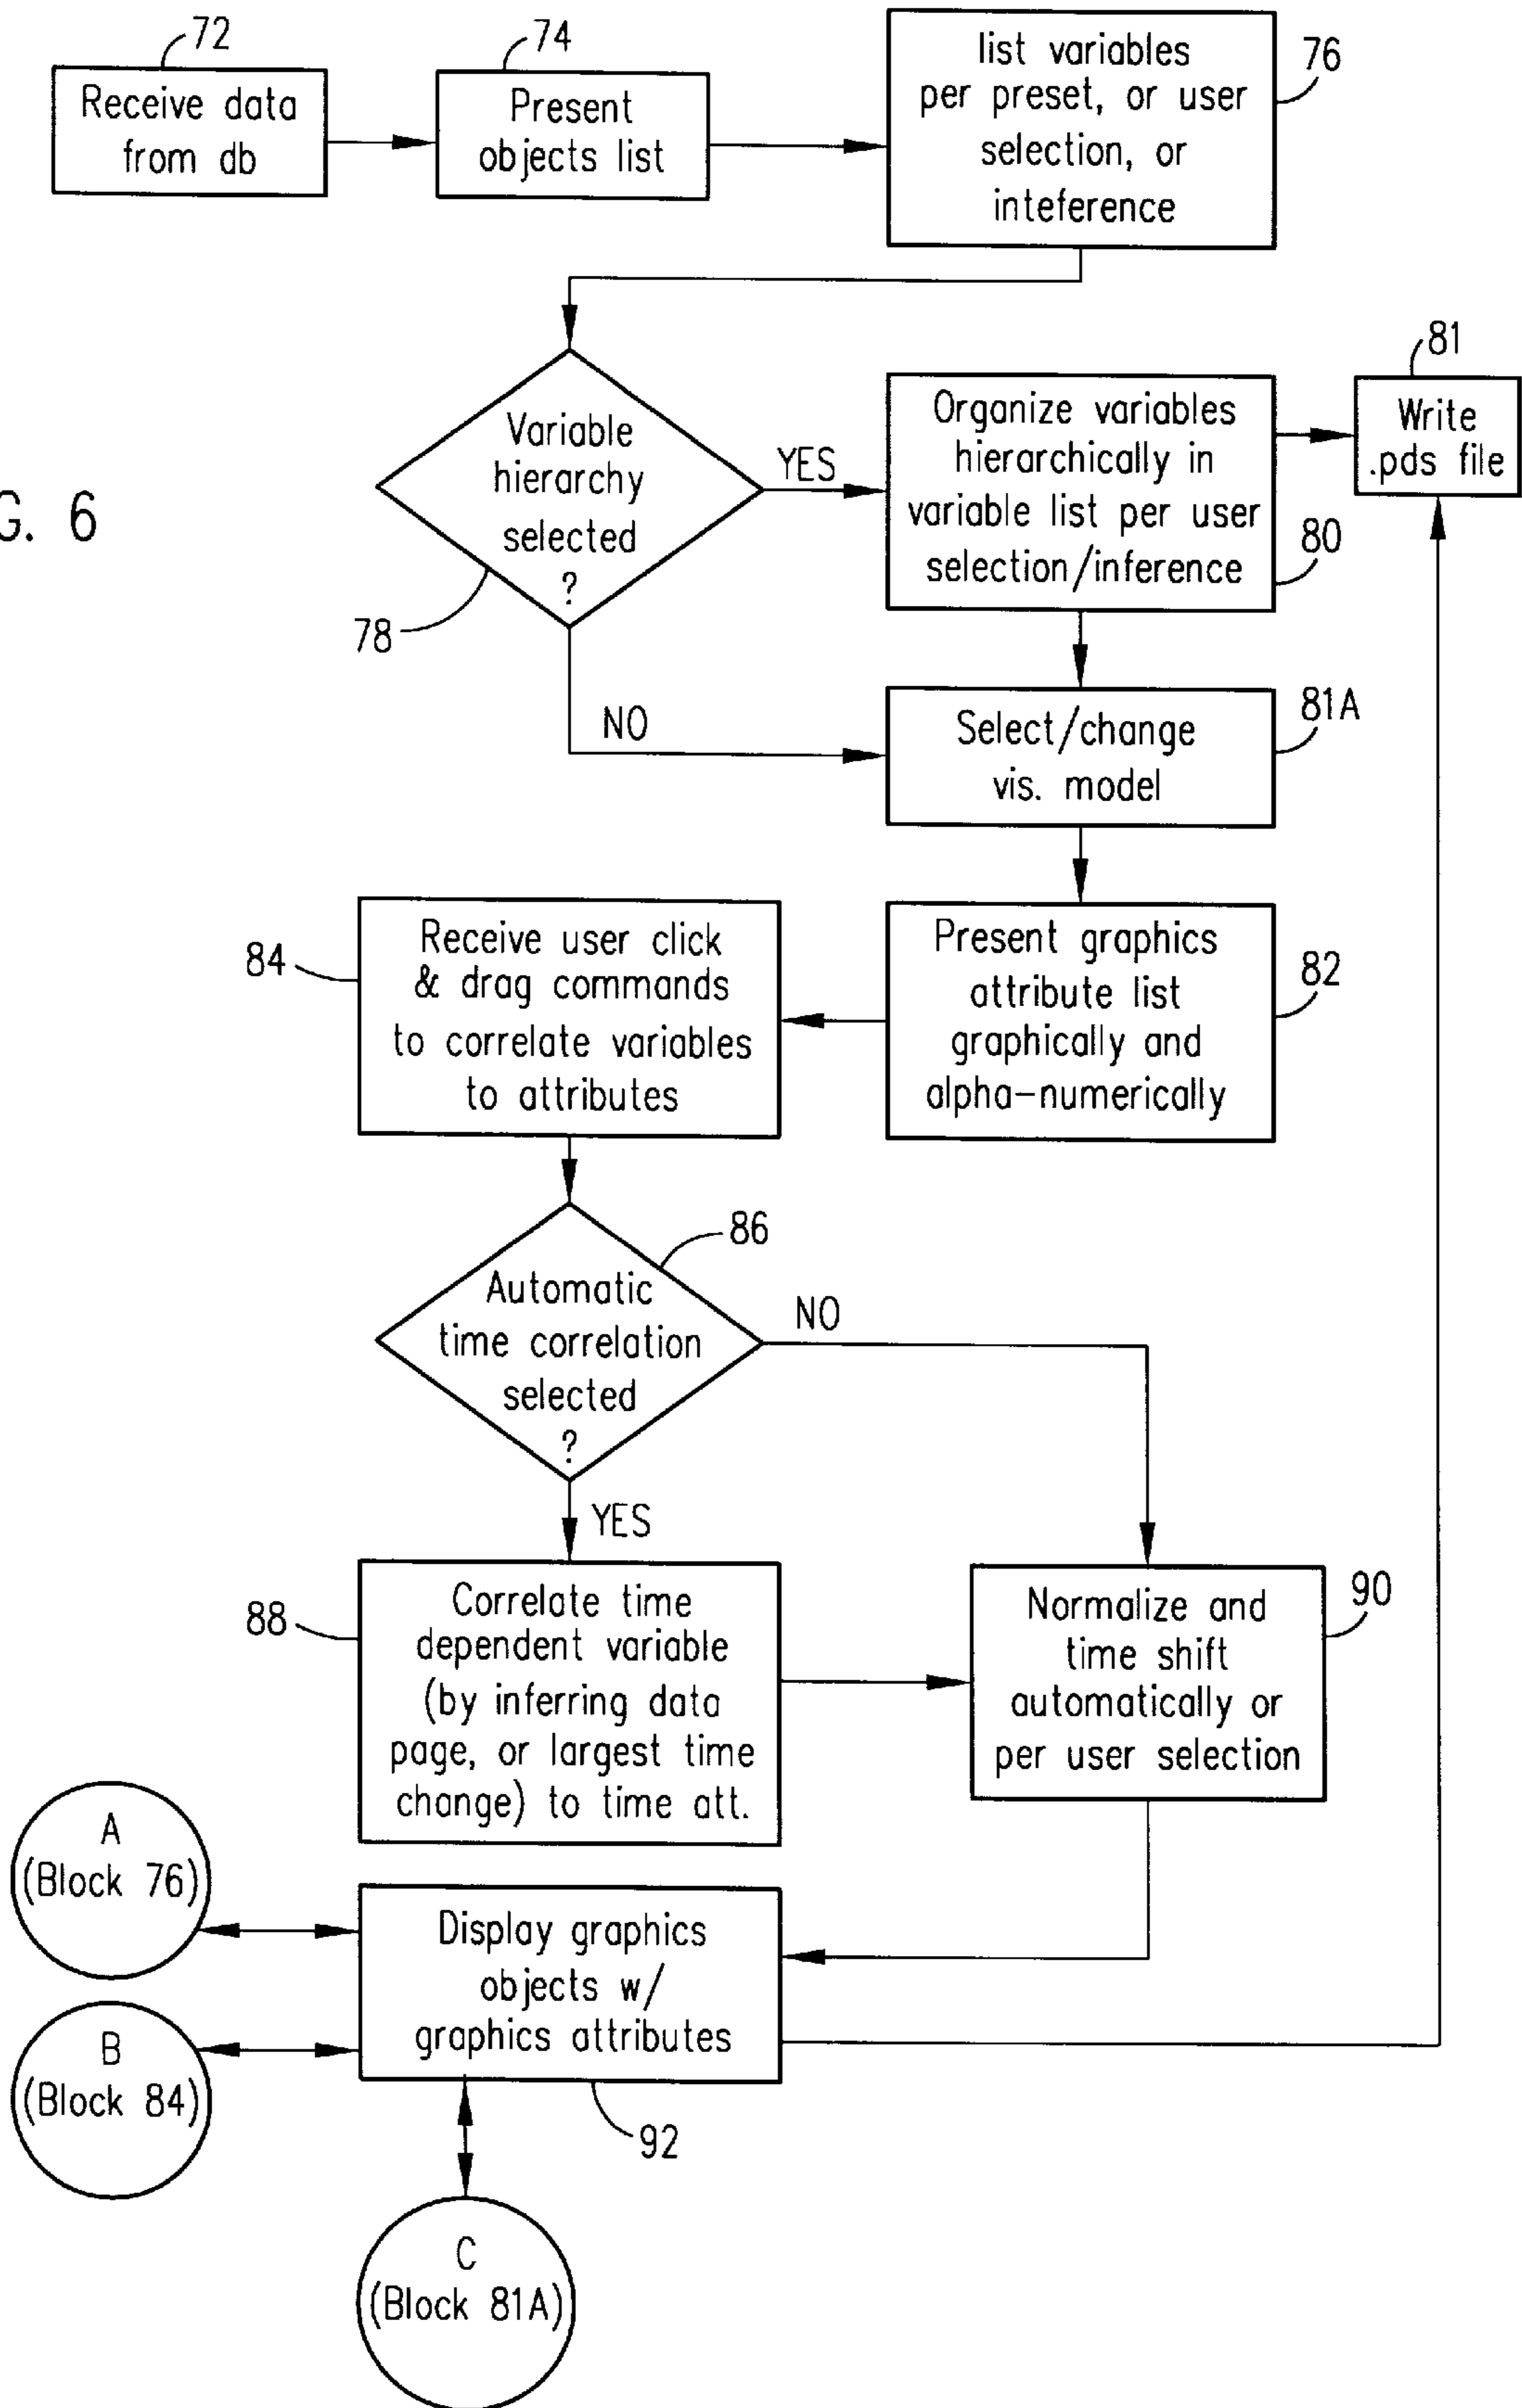 72
Receive data
from db
74
Present
objects list
list variables
per preset, or user
selection, or
inteference
76
G. 6
Variable
hierarchy
selected
?
78
YES
NO
Organize variables
hierarchically in
variable list per user
selection/inference
80
81
Write
.pds file
Select/change
vis. model
81A
Present graphics
attribute list
graphically and
alpha-numerically
82
Receive user click
& drag commands
to correlate variables
to attributes
84
Automatic
time correlation
selected
?
86
NO
YES
Correlate time
dependent variable
(by inferring data
page, or largest time
change) to time att.
88
Normalize and
time shift
automatically or
per user selection
90
A
(Block 76)
Display graphics
objects w/
graphics attributes
92
B
(Block 84)
C
(Block 81A)